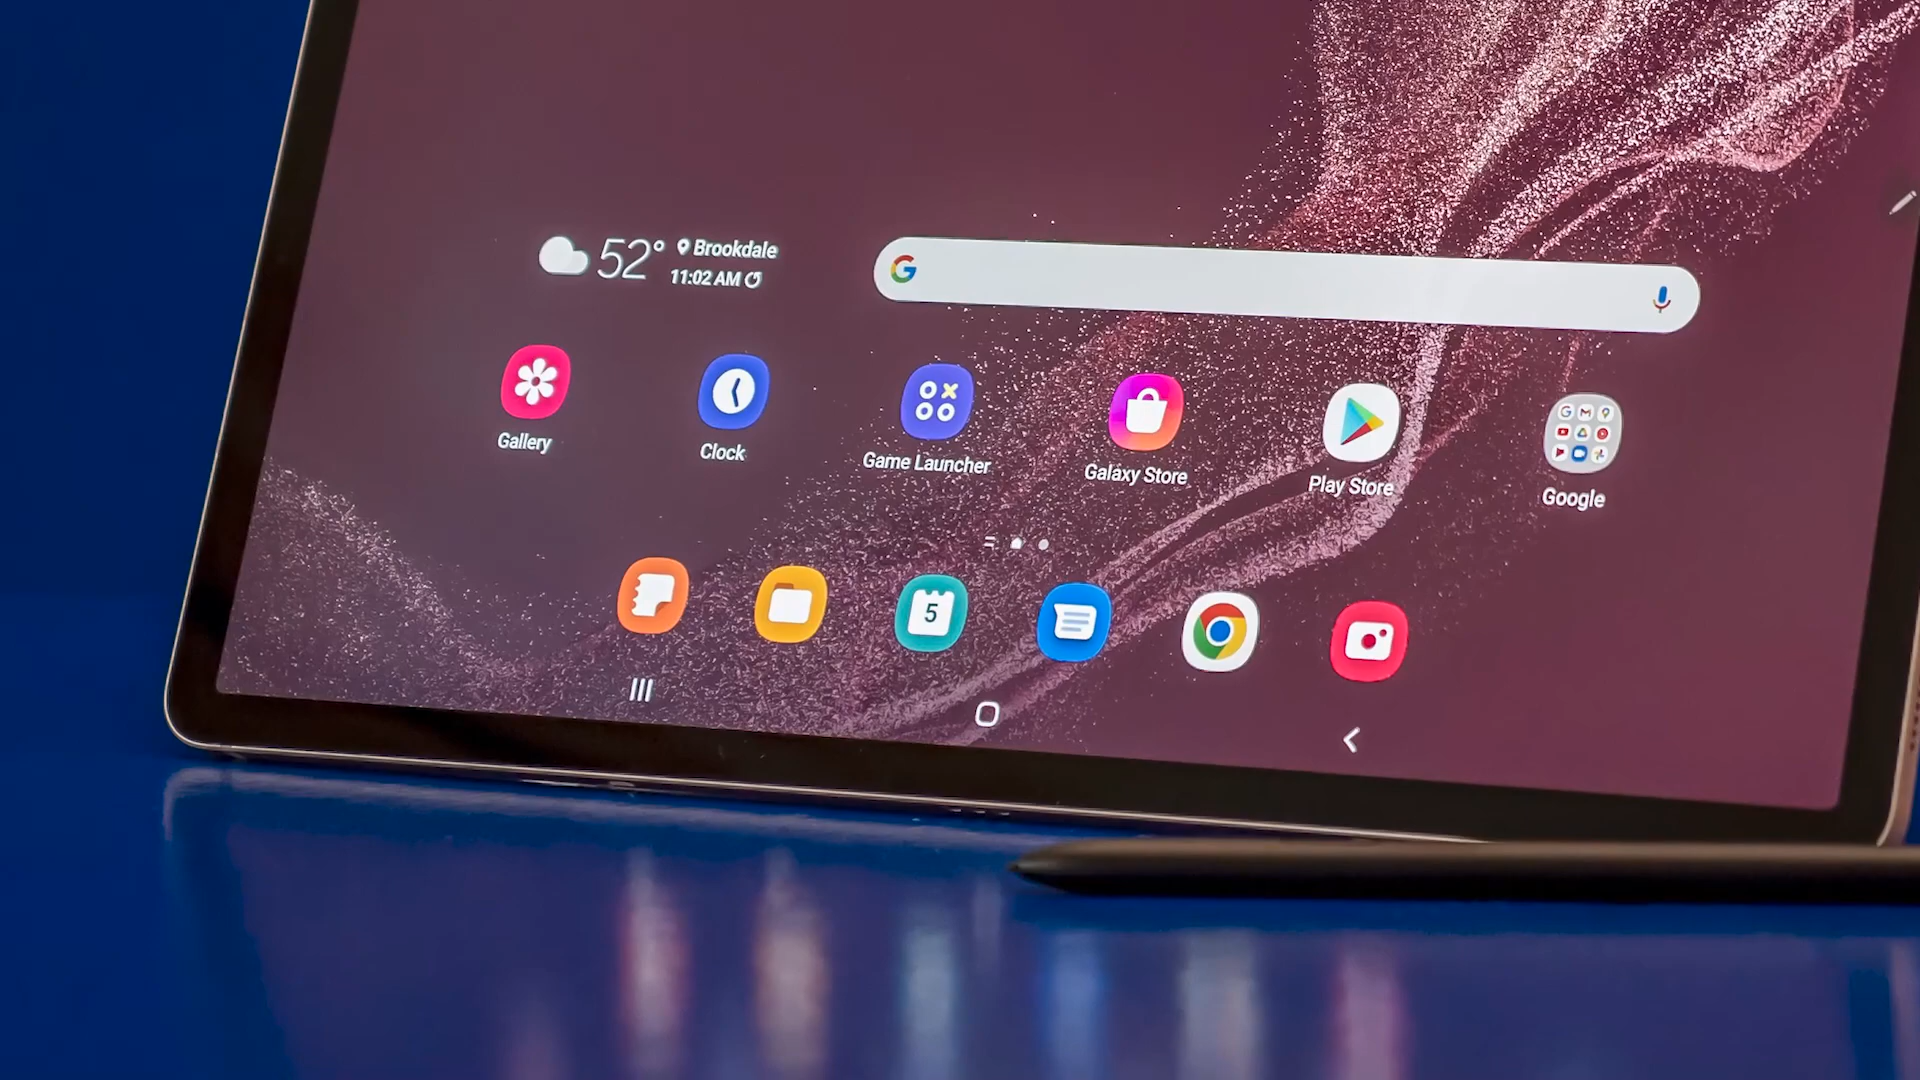 52° Brookdale
11:02 AM
Gallery
Clock
Game Launcher
Galaxy Store
Play Store
Google
5